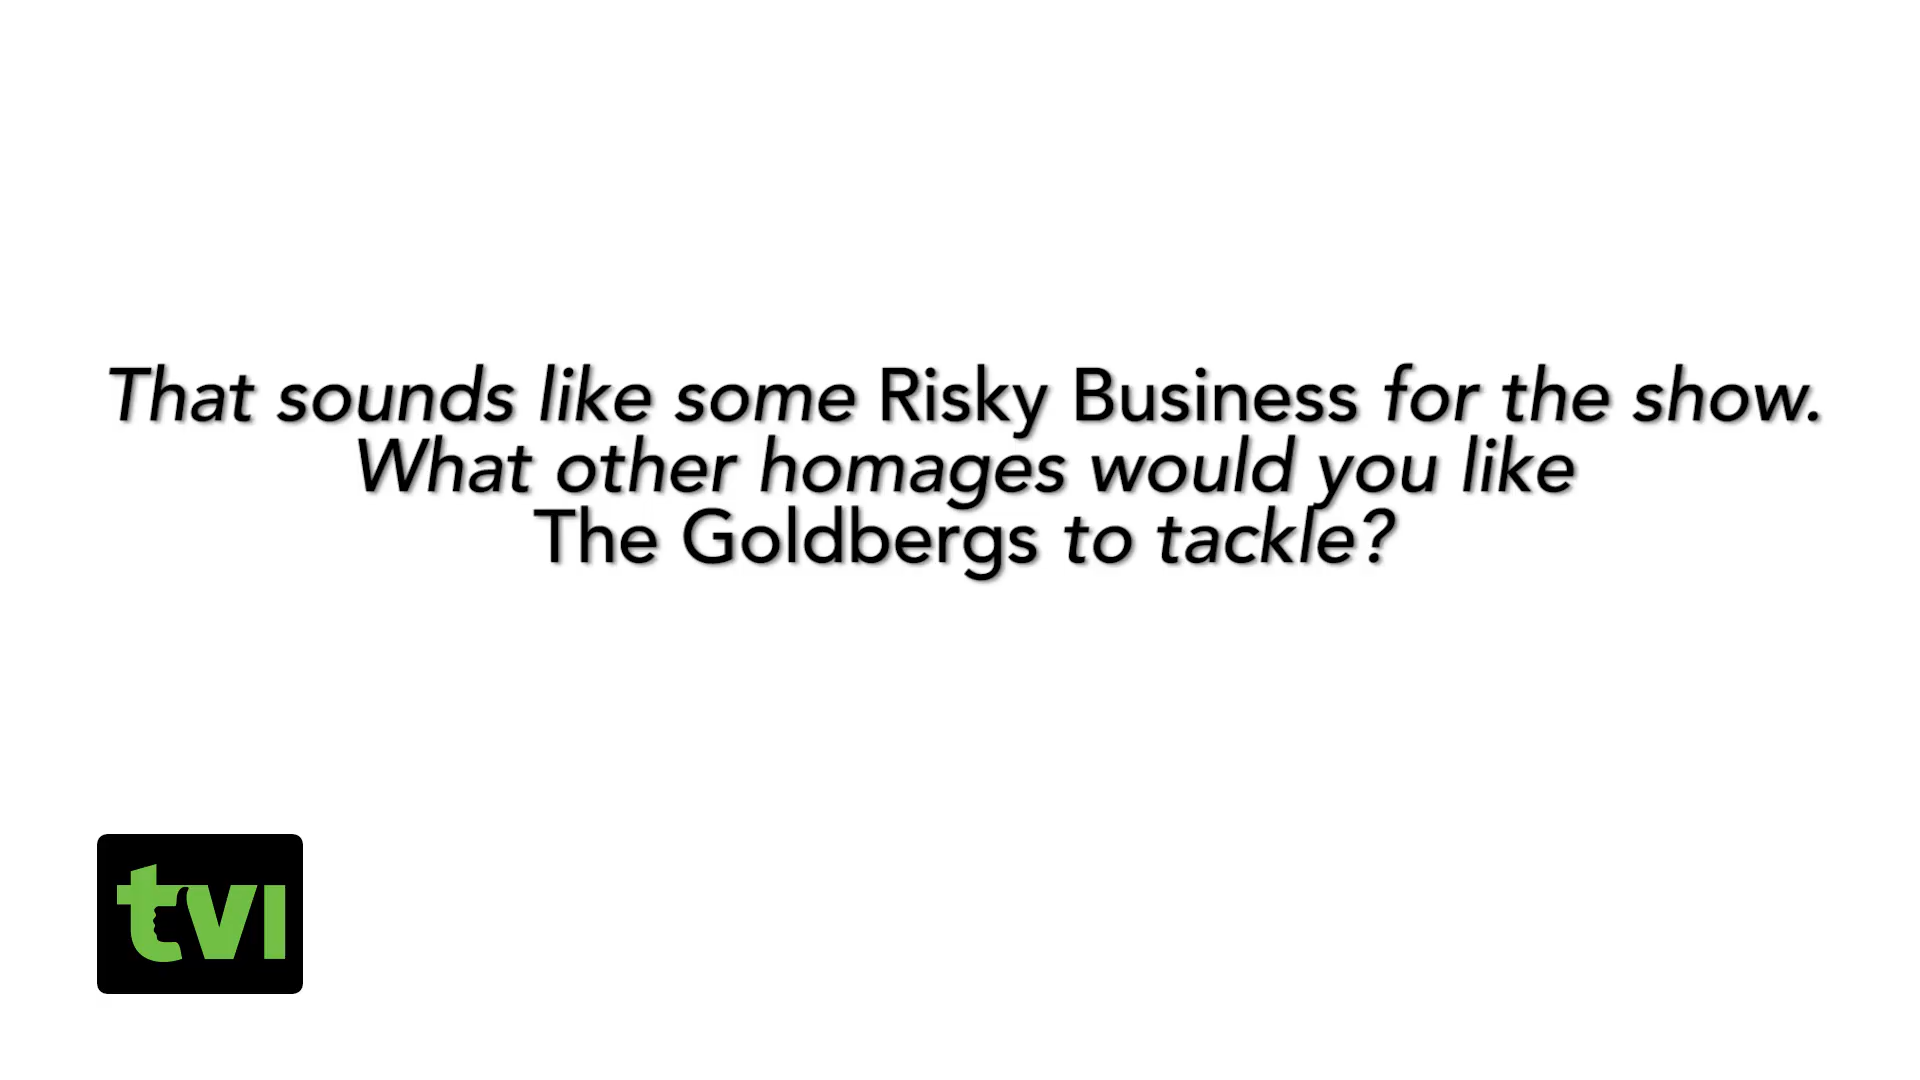 That sounds like some Risky Business for the show.
What other homages would you like
The Goldbergs to tackle?
tvi